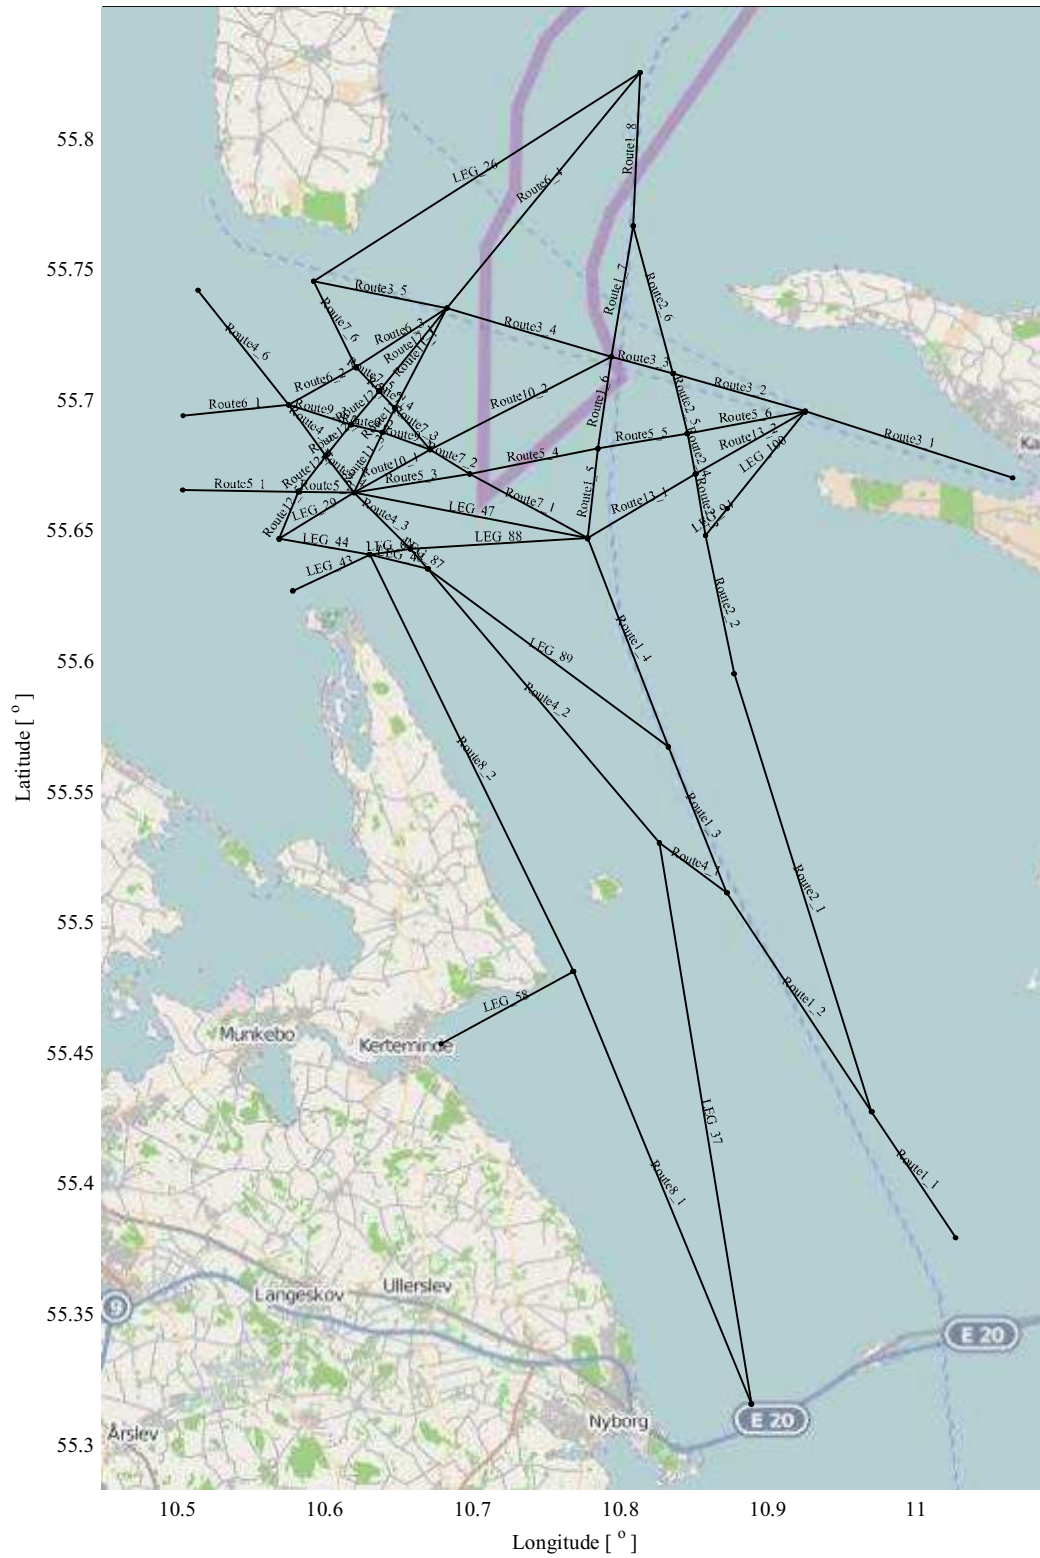 55.8
55.75
55.7
55.65
55.6
55.55
55.5
55.45
55.4
55.35
55.3
Latitude [ o ]
10.5
10.6
10.7
10.8
10.9
11
Longitude [ o ]
Route1_8
LEG_26
Route6_4
Route1_7
Route2_6
Route3_5
Route3_4
Route3_3
Route3_2
Route3_1
Route7_6
Route6_3
Route4_6
Route6_2
Route6_1
Route10_2
Route1_6
Route2_5
Route5_6
Route5_5
Route5_4
Route13_2
LEG_100
Route7_3
Route7_2
Route10_1
Route5_3
Route5_1
LEG_29
Route4_3
LEG_47
Route7_1
Route1_5
Route13_1
LEG_44
LEG_43
LEG_88
LEG_87
Route2_2
Route1_4
LEG_89
Route4_2
Route8_2
Route1_3
Route2_1
LEG_58
Route1_2
LEG_37
Route8_1
Route1_1
Munkebo
Kerteminde
Ullerslev
Langeskov
9
Nyborg
Årslev
E 20
E 20